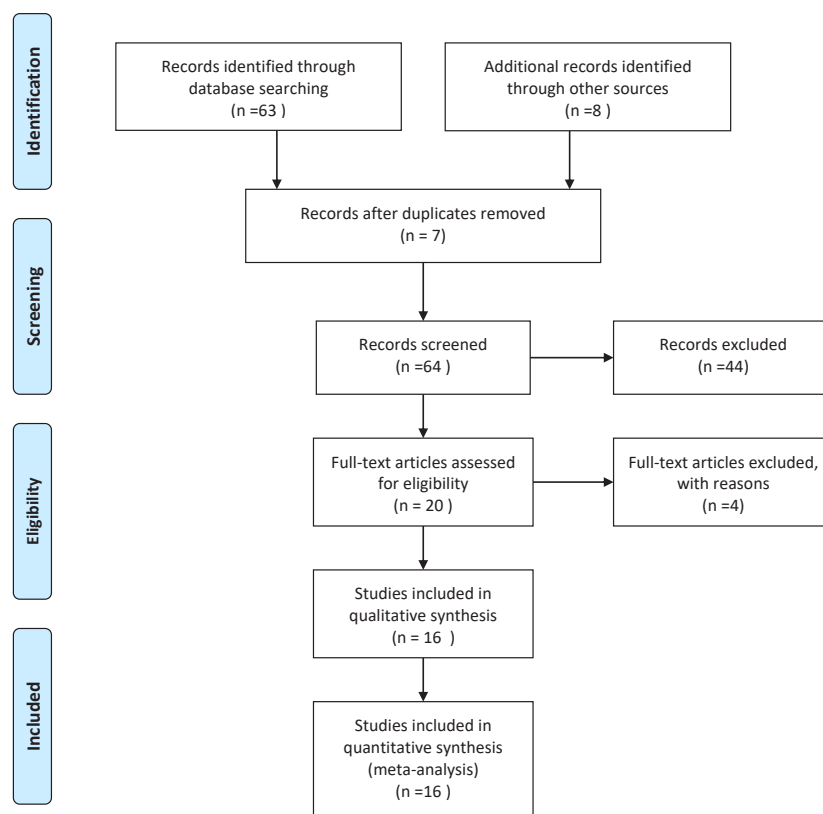 Identification
Records identified through
database searching
(n =63 )
Additional records identified
through other sources
(n =8 )
Records after duplicates removed
(n = 7)
Screening
Records screened
(n =64 )
Records excluded
(n =44)
Eligibility
Full-text articles assessed
for eligibility
(n = 20 )
Full-text articles excluded,
with reasons
(n =4)
Studies included in
qualitative synthesis
(n = 16 )
Included
Studies included in
quantitative synthesis
(meta-analysis)
(n =16 )